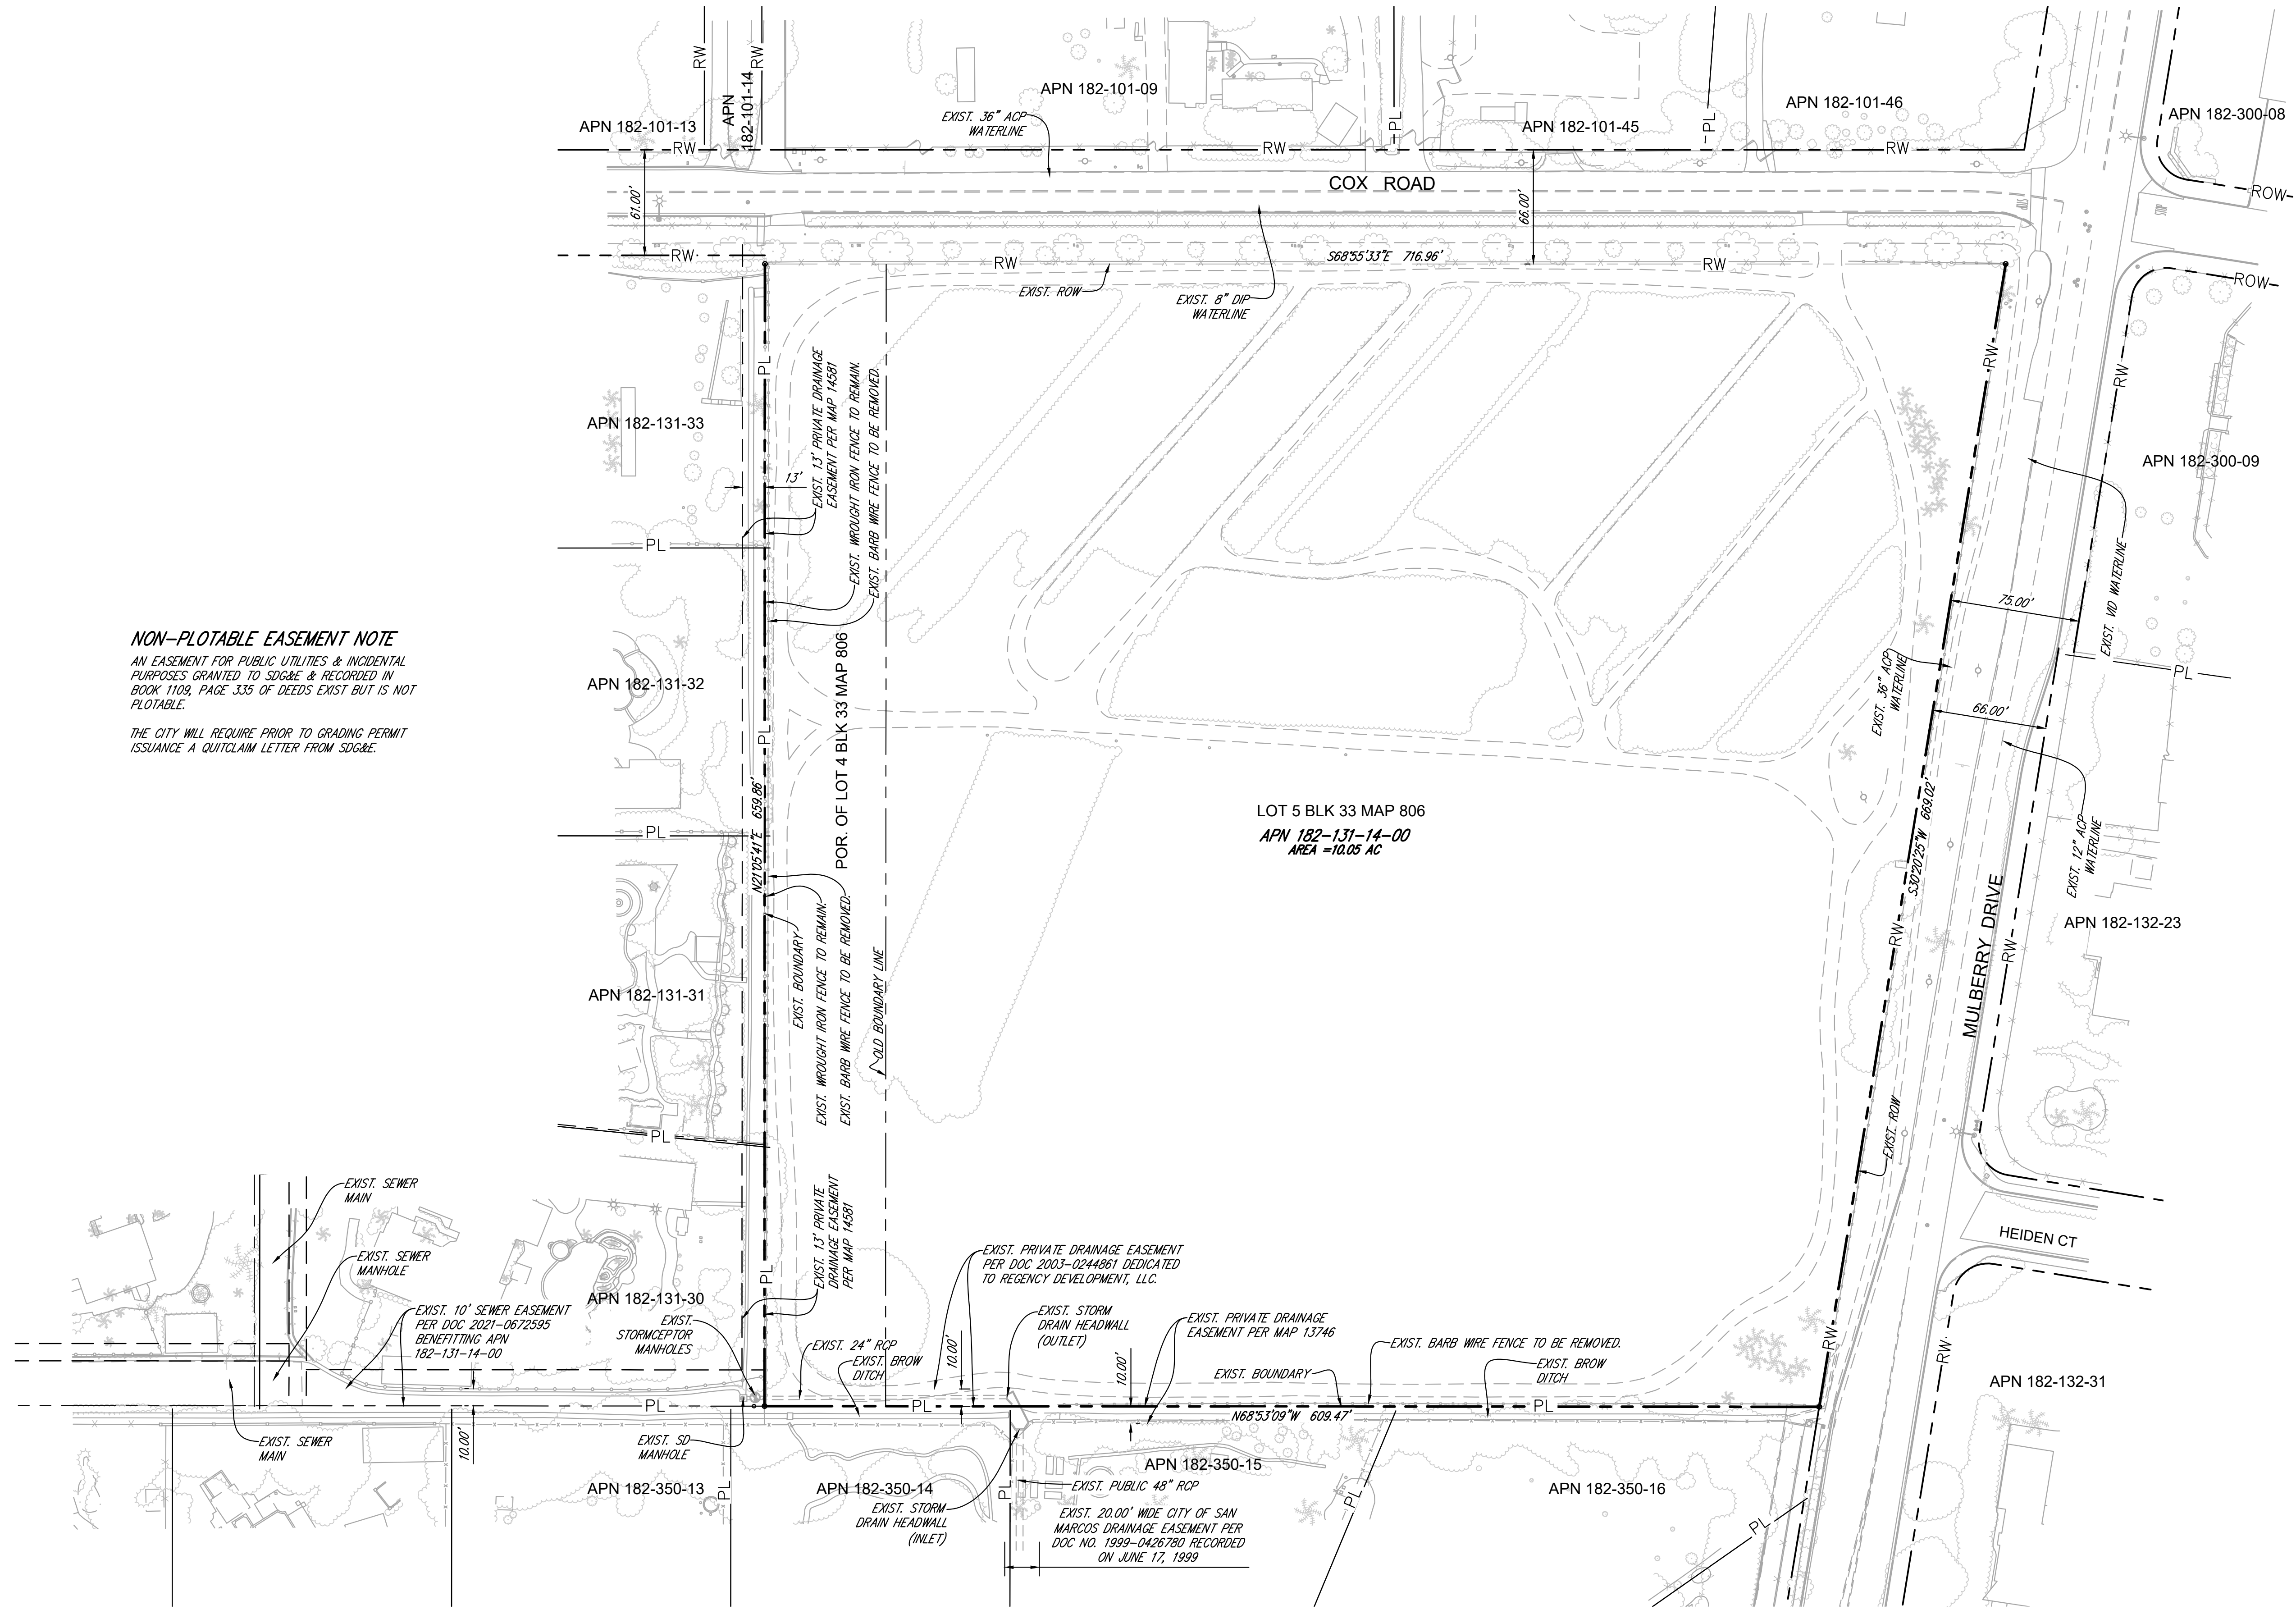 RW
APN
182-101-14
RW
APN 182-101-09
PL
PL
APN 182-101-46
APN 182-300-08
APN 182-101-13
EXIST. 36" ACP
WATERLINE
APN 182-101-45
RW
RW
RW
ROW
61.00'
COX ROAD
66.00'
RW
RW
S68°55'33"E 716.96'
RW
ROW
EXIST. ROW
EXIST. 8" DIP
WATERLINE
PL
RW
RW
EXIST. 13' PRIVATE DRAINAGE
EASEMENT PER MAP 14581
EXIST. WROUGHT IRON FENCE TO REMAIN.
EXIST. BARB WIRE FENCE TO BE REMOVED.
APN 182-131-33
13'
APN 182-300-09
PL
EXIST. VID WATERLINE
75.00'
NON-PLOTABLE EASEMENT NOTE
AN EASEMENT FOR PUBLIC UTILITIES & INCIDENTAL
PURPOSES GRANTED TO SDG&E & RECORDED IN
BOOK 1109, PAGE 335 OF DEEDS EXIST BUT IS NOT
PLOTABLE.
THE CITY WILL REQUIRE PRIOR TO GRADING PERMIT
ISSUANCE A QUITCLAIM LETTER FROM SDG&E.
APN 182-131-32
PL
POR. OF LOT 4 BLK 33 MAP 806
EXIST. 36" ACP
WATERLINE
PL
66.00'
N21°05'41"E 659.86'
LOT 5 BLK 33 MAP 806
APN 182-131-14-00
AREA =10.05 AC
S30°20'25"W 669.02'
EXIST. 12" ACP
WATERLINE
PL
RW
MULBERRY DRIVE
RW
APN 182-132-23
EXIST. BOUNDARY
EXIST. WROUGHT IRON FENCE TO REMAIN.
EXIST. BARB WIRE FENCE TO BE REMOVED.
OLD BOUNDARY LINE
APN 182-131-31
PL
EXIST. ROW
EXIST. SEWER
MAIN
EXIST. 13' PRIVATE
DRAINAGE EASEMENT
PER MAP 14581
HEIDEN CT
EXIST. SEWER
MANHOLE
PL
EXIST. PRIVATE DRAINAGE EASEMENT
PER DOC 2003-0244861 DEDICATED
TO REGENCY DEVELOPMENT, LLC.
APN 182-131-30
EXIST. 10' SEWER EASEMENT
PER DOC 2021-0672595
BENEFITTING APN
182-131-14-00
EXIST.
STORMCEPTOR
MANHOLES
EXIST. 24" RCP
EXIST. BROW
DITCH
10.00'
EXIST. STORM
DRAIN HEADWALL
(OUTLET)
EXIST. PRIVATE DRAINAGE
EASEMENT PER MAP 13746
10.00'
EXIST. BOUNDARY
EXIST. BARB WIRE FENCE TO BE REMOVED.
EXIST. BROW
DITCH
RW
RW
APN 182-132-31
PL
PL
N68°53'09"W 609.47'
PL
EXIST. SEWER
MAIN
10.00'
EXIST. SD
MANHOLE
APN 182-350-13
PL
APN 182-350-14
EXIST. STORM
DRAIN HEADWALL
(INLET)
PL
APN 182-350-15
EXIST. PUBLIC 48" RCP
PL
APN 182-350-16
PL
EXIST. 20.00' WIDE CITY OF SAN
MARCOS DRAINAGE EASEMENT PER
DOC NO. 1999-0426780 RECORDED
ON JUNE 17, 1999